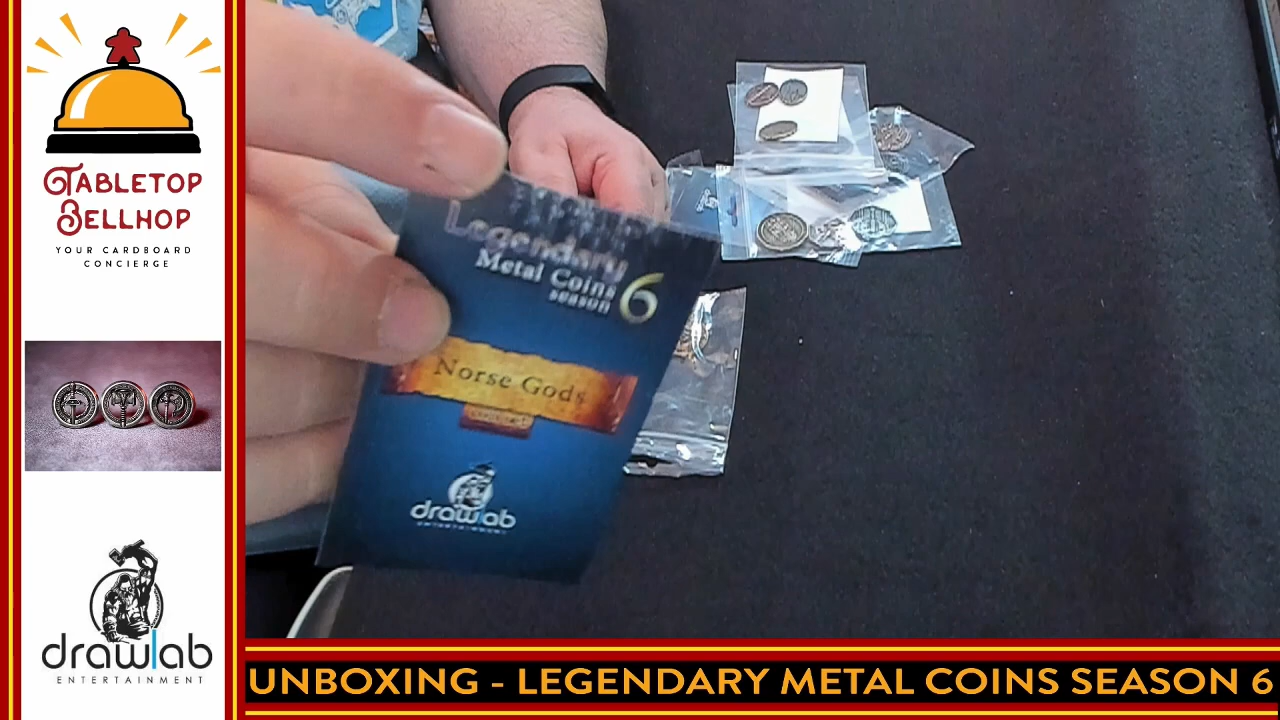 TABLETOP
BELLHOP
YOUR CARDBOARD
CONCIERGE
drawlab
ENTERTAINMENT
Legendary
Metal Coins
season 6
Norse Gods
drawlab
ENTERTAINMENT
UNBOXING - LEGENDARY METAL COINS SEASON 6